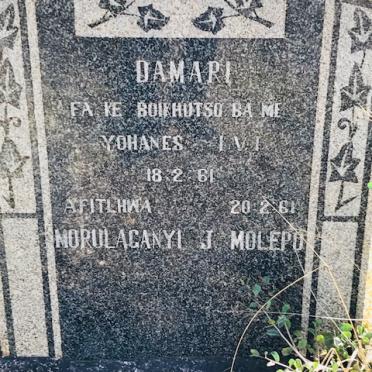 DAMARI
FA KE BOIKHUTSO BA ME
YOHANES - I V I
18.2.61
AFITLHWA 20.2.61
MORULAGANYI J. MOLEPO